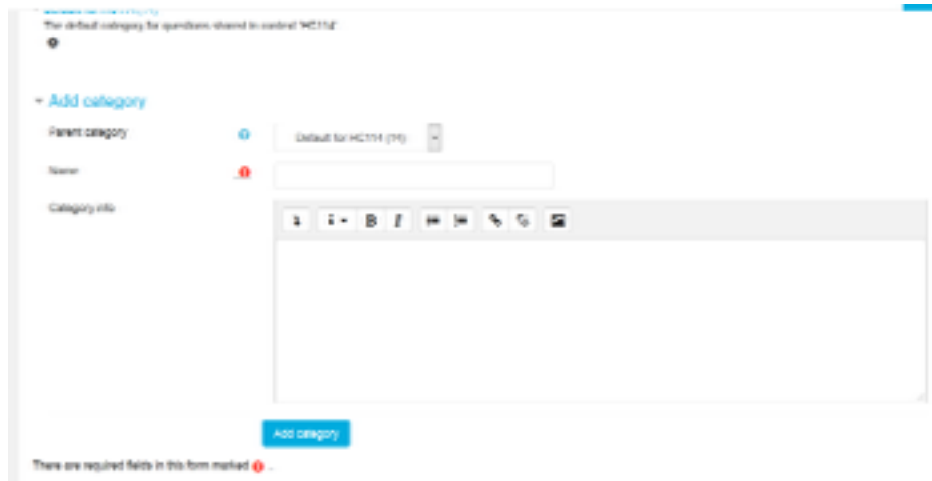 The default category for questions shared in context 'HC114'.
Add category
Parent category
Default for HC114 (14)
Name
Category info
B I
Add category
There are required fields in this form marked